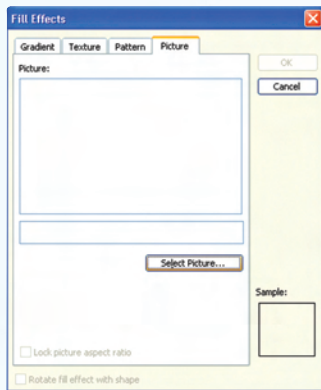 Fill Effects
Gradient Texture Pattern Picture
Picture:
OK
Cancel
Select Picture...
Sample:
Lock picture aspect ratio
Rotate fill effect with shape